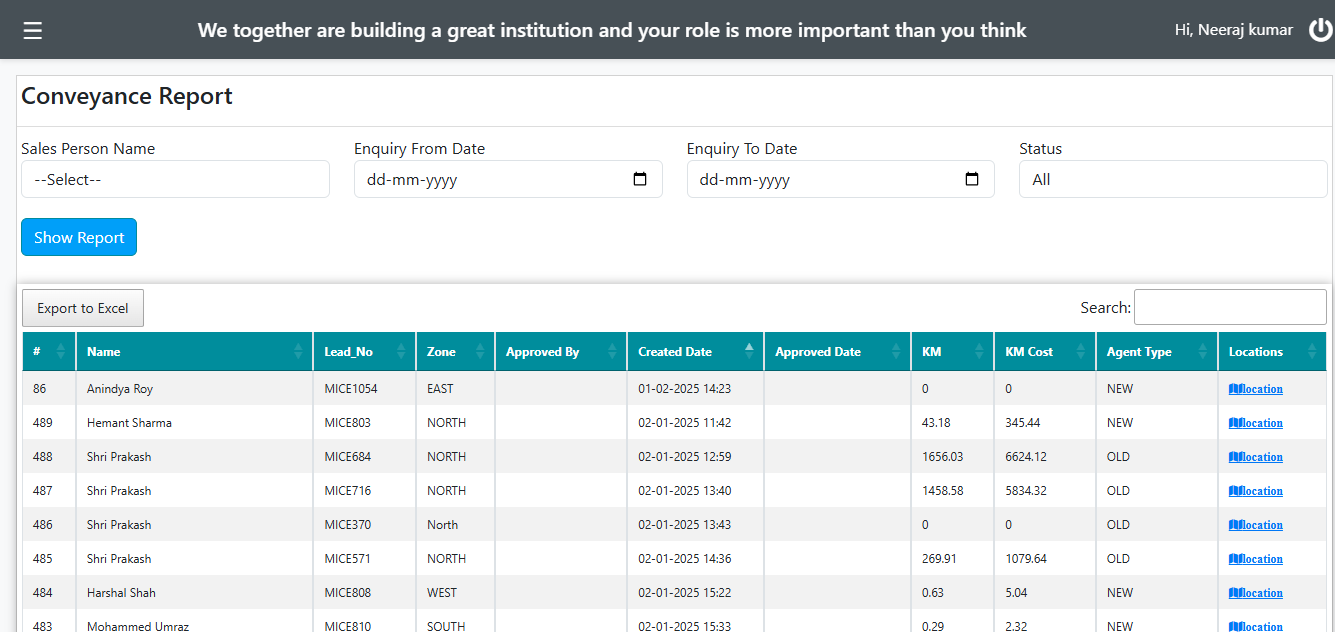 We together are building a great institution and your role is more important than you think
Hi, Neeraj kumar
Conveyance Report
Sales Person Name Enquiry From Date Enquiry To Date Status
--Select-- dd-mm-yyyy dd-mm-yyyy All
Show Report
Export to Excel Search:
# Name Lead_No Zone Approved By Created Date Approved Date KM KM Cost Agent Type Locations
86 Anindya Roy MICE1054 EAST 01-02-2025 14:23 0 0 NEW location
489 Hemant Sharma MICE803 NORTH 02-01-2025 11:42 43.18 345.44 NEW location
488 Shri Prakash MICE684 NORTH 02-01-2025 12:59 1656.03 6624.12 OLD location
487 Shri Prakash MICE716 NORTH 02-01-2025 13:40 1458.58 5834.32 OLD location
486 Shri Prakash MICE370 North 02-01-2025 13:43 0 0 OLD location
485 Shri Prakash MICE571 NORTH 02-01-2025 14:36 269.91 1079.64 OLD location
484 Harshal Shah MICE808 WEST 02-01-2025 15:22 0.63 5.04 NEW location
483 Mohammed Umraz MICE810 SOUTH 02-01-2025 15:33 0.29 2.32 NEW location